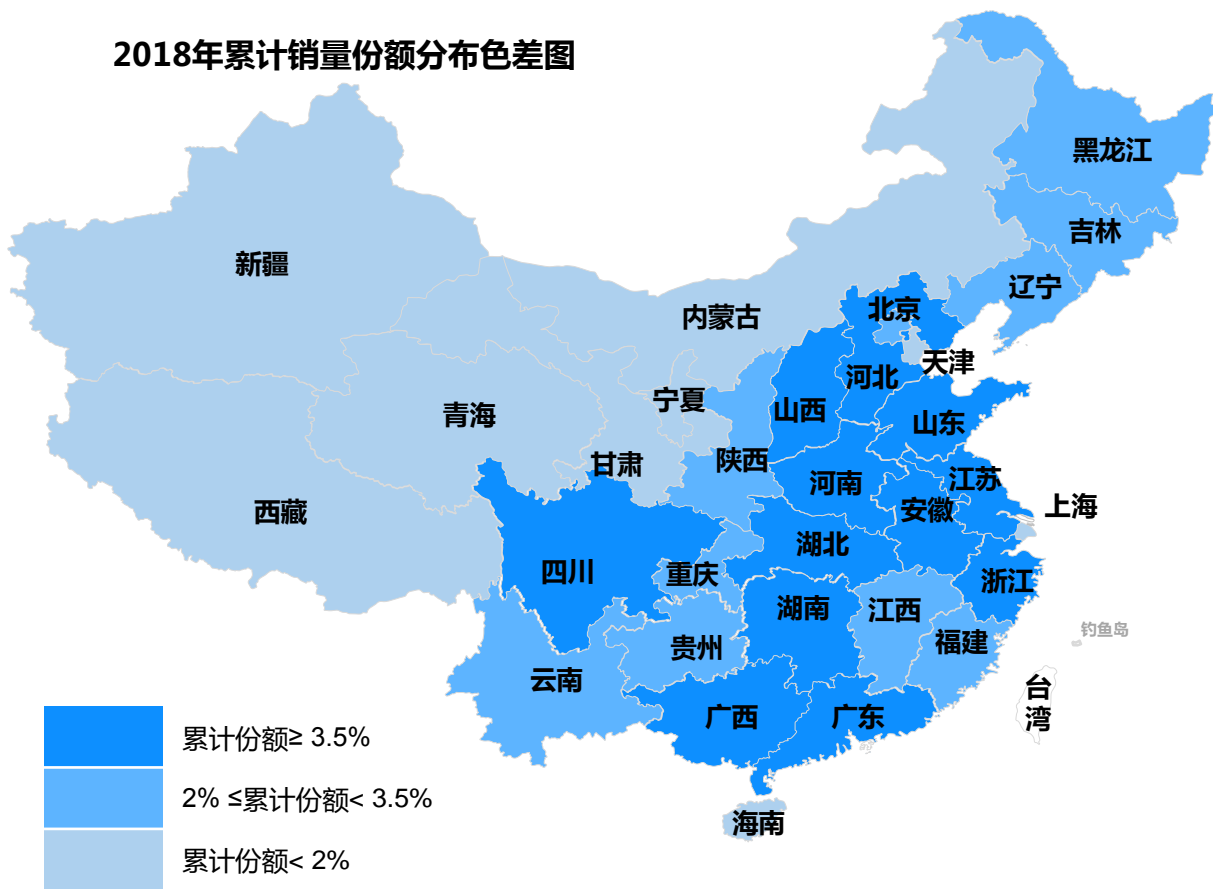 2018年累计销量份额分布色差图
黑龙江
吉林
辽宁
新疆
内蒙古
北京
天津
河北
宁夏
山西
青海
山东
甘肃
陕西
河南
江苏
西藏
安徽
上海
湖北
四川
重庆
浙江
湖南
江西
钓鱼岛
贵州
福建
云南
台
湾
广西
广东
海南
累计份额≥ 3.5%
2% ≤累计份额< 3.5%
累计份额< 2%